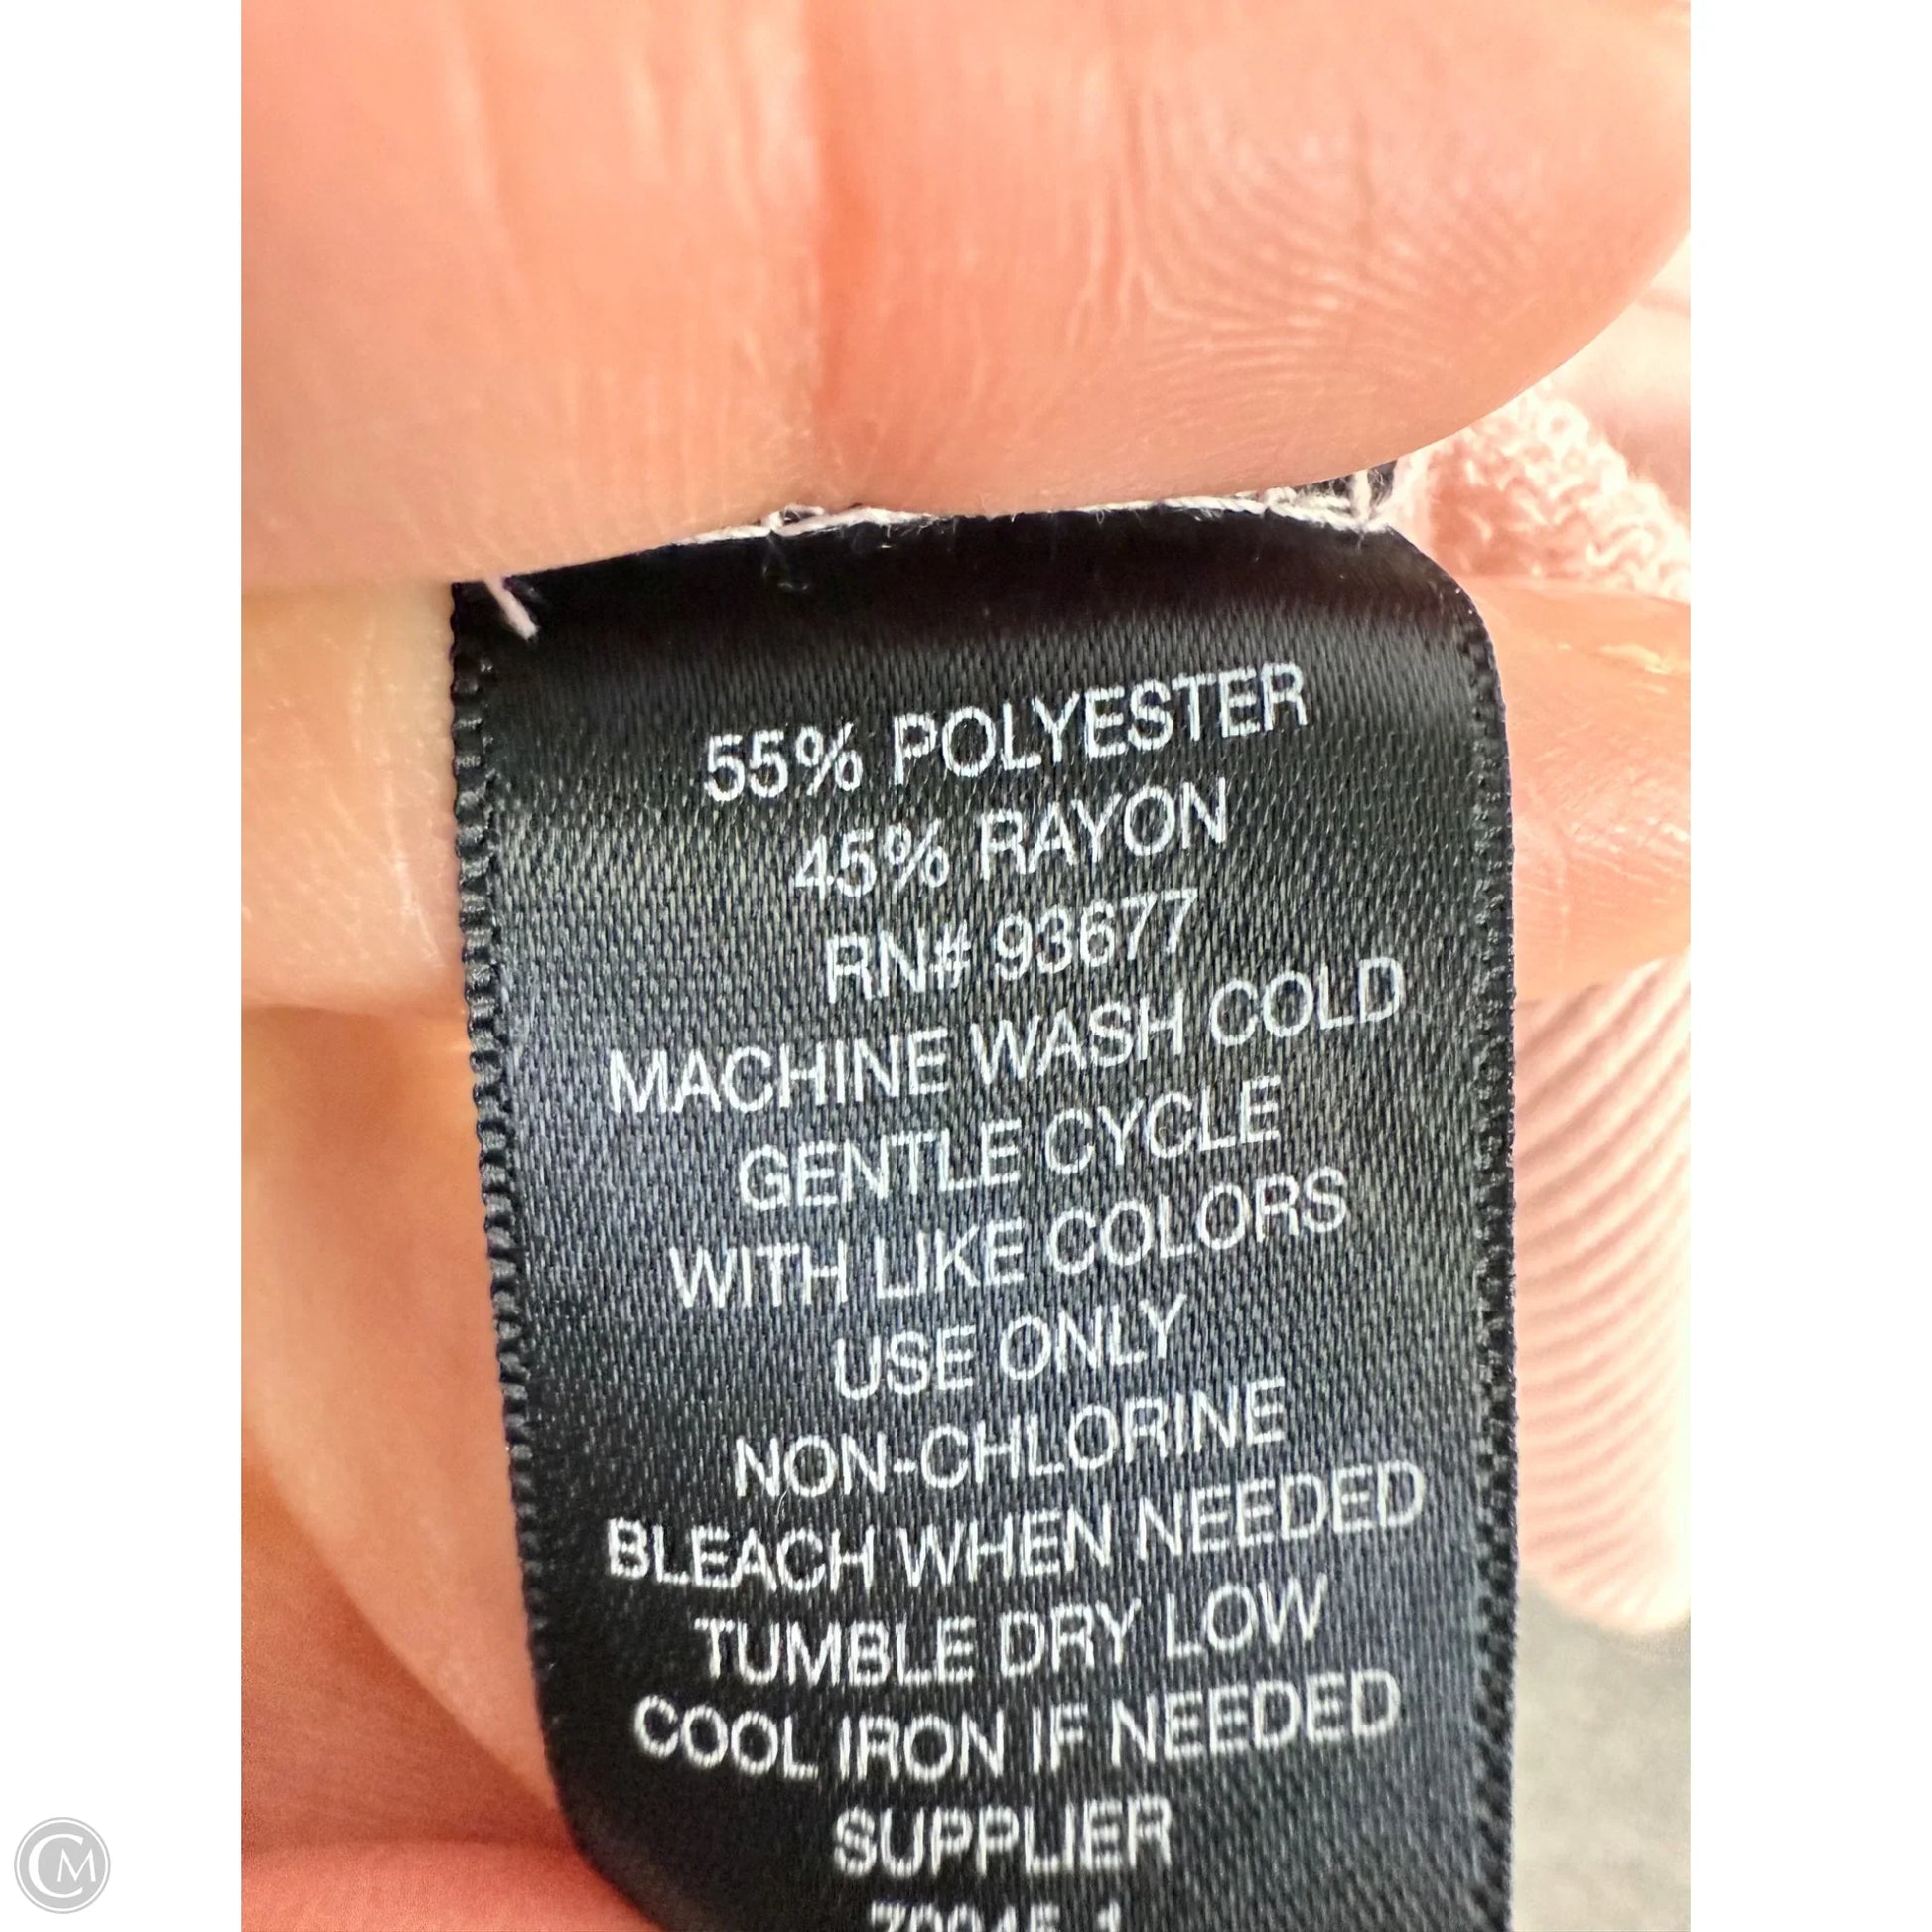 55% POLYESTER
45% RAYON
RN# 93677
MACHINE WASH COLD
GENTLE CYCLE
WITH LIKE COLORS
USE ONLY
NON-CHLORINE
BLEACH WHEN NEEDED
TUMBLE DRY LOW
COOL IRON IF NEEDED
SUPPLIER
CM